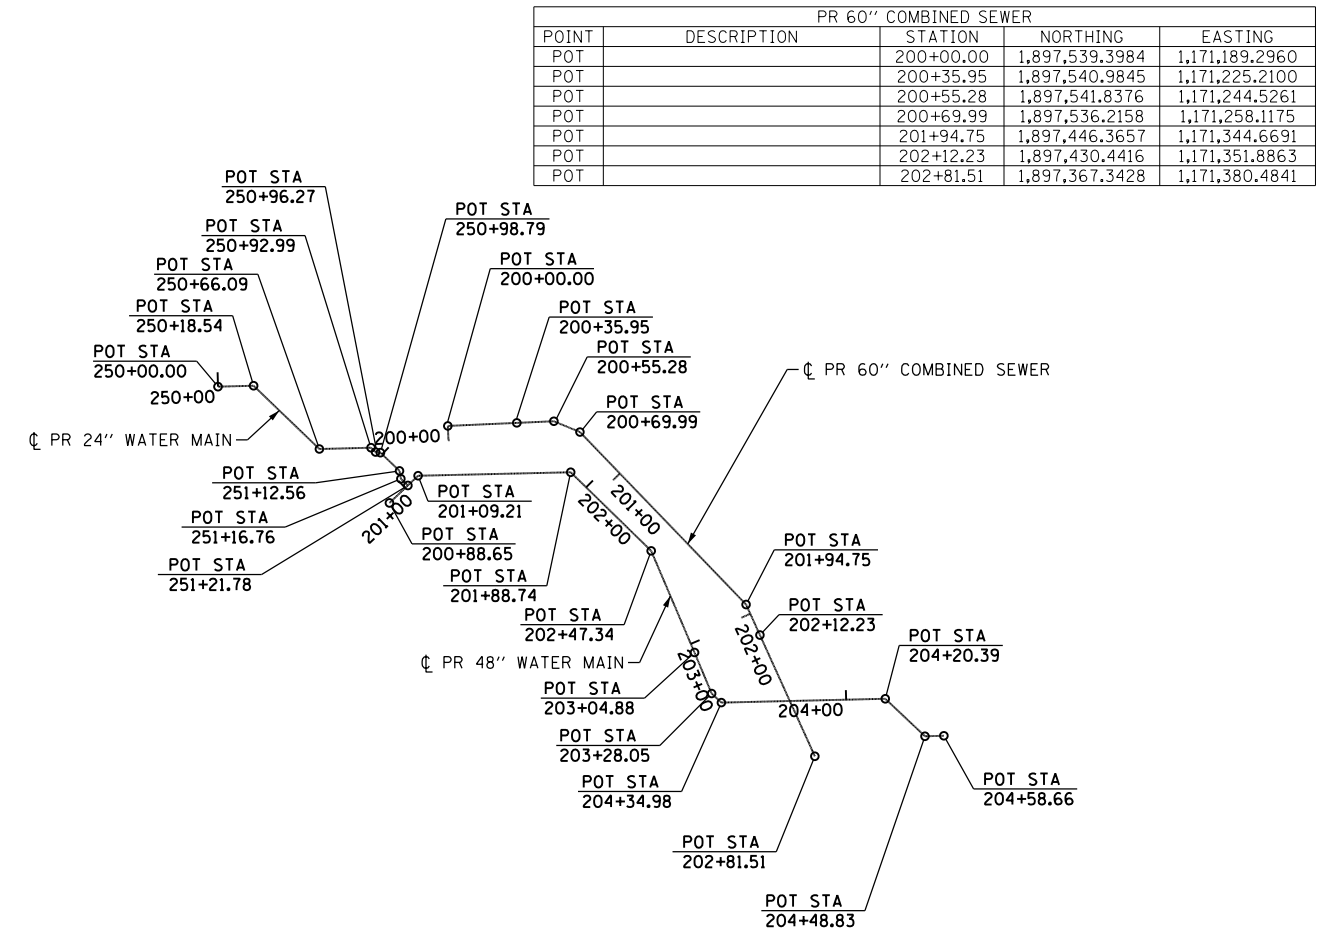 PR 60'' COMBINED SEWER
POINT DESCRIPTION STATION NORTHING EASTING
POT 200+00.00 1,897,539.3984 1,171,189.2960
POT 200+35.95 1,897,540.9845 1,171,225.2100
POT 200+55.28 1,897,541.8376 1,171,244.5261
POT 200+69.99 1,897,536.2158 1,171,258.1175
POT 201+94.75 1,897,446.3657 1,171,344.6691
POT 202+12.23 1,897,430.4416 1,171,351.8863
POT 202+81.51 1,897,367.3428 1,171,380.4841
POT STA
250+96.27
POT STA
250+98.79
POT STA
250+92.99
POT STA
200+00.00
POT STA
250+66.09
POT STA
250+18.54
POT STA
200+35.95
POT STA
250+00.00
250+00
POT STA
200+55.28
℄ PR 60'' COMBINED SEWER
POT STA
200+69.99
℄ PR 24'' WATER MAIN
200+00
POT STA
251+12.56
POT STA
201+09.21
201+00
202+00
201+00
POT STA
251+16.76
POT STA
200+88.65
POT STA
201+94.75
POT STA
251+21.78
POT STA
201+88.74
POT STA
202+12.23
POT STA
202+47.34
202+00
POT STA
204+20.39
℄ PR 48'' WATER MAIN
203+00
POT STA
203+04.88
204+00
POT STA
203+28.05
POT STA
204+34.98
POT STA
204+58.66
POT STA
202+81.51
POT STA
204+48.83